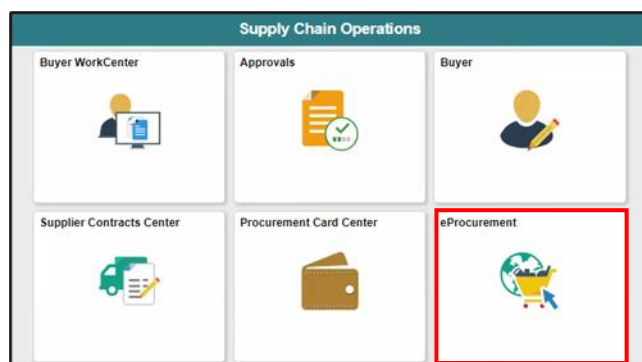 Supply Chain Operations
Buyer WorkCenter
Approvals
Buyer
Supplier Contracts Center
Procurement Card Center
eProcurement